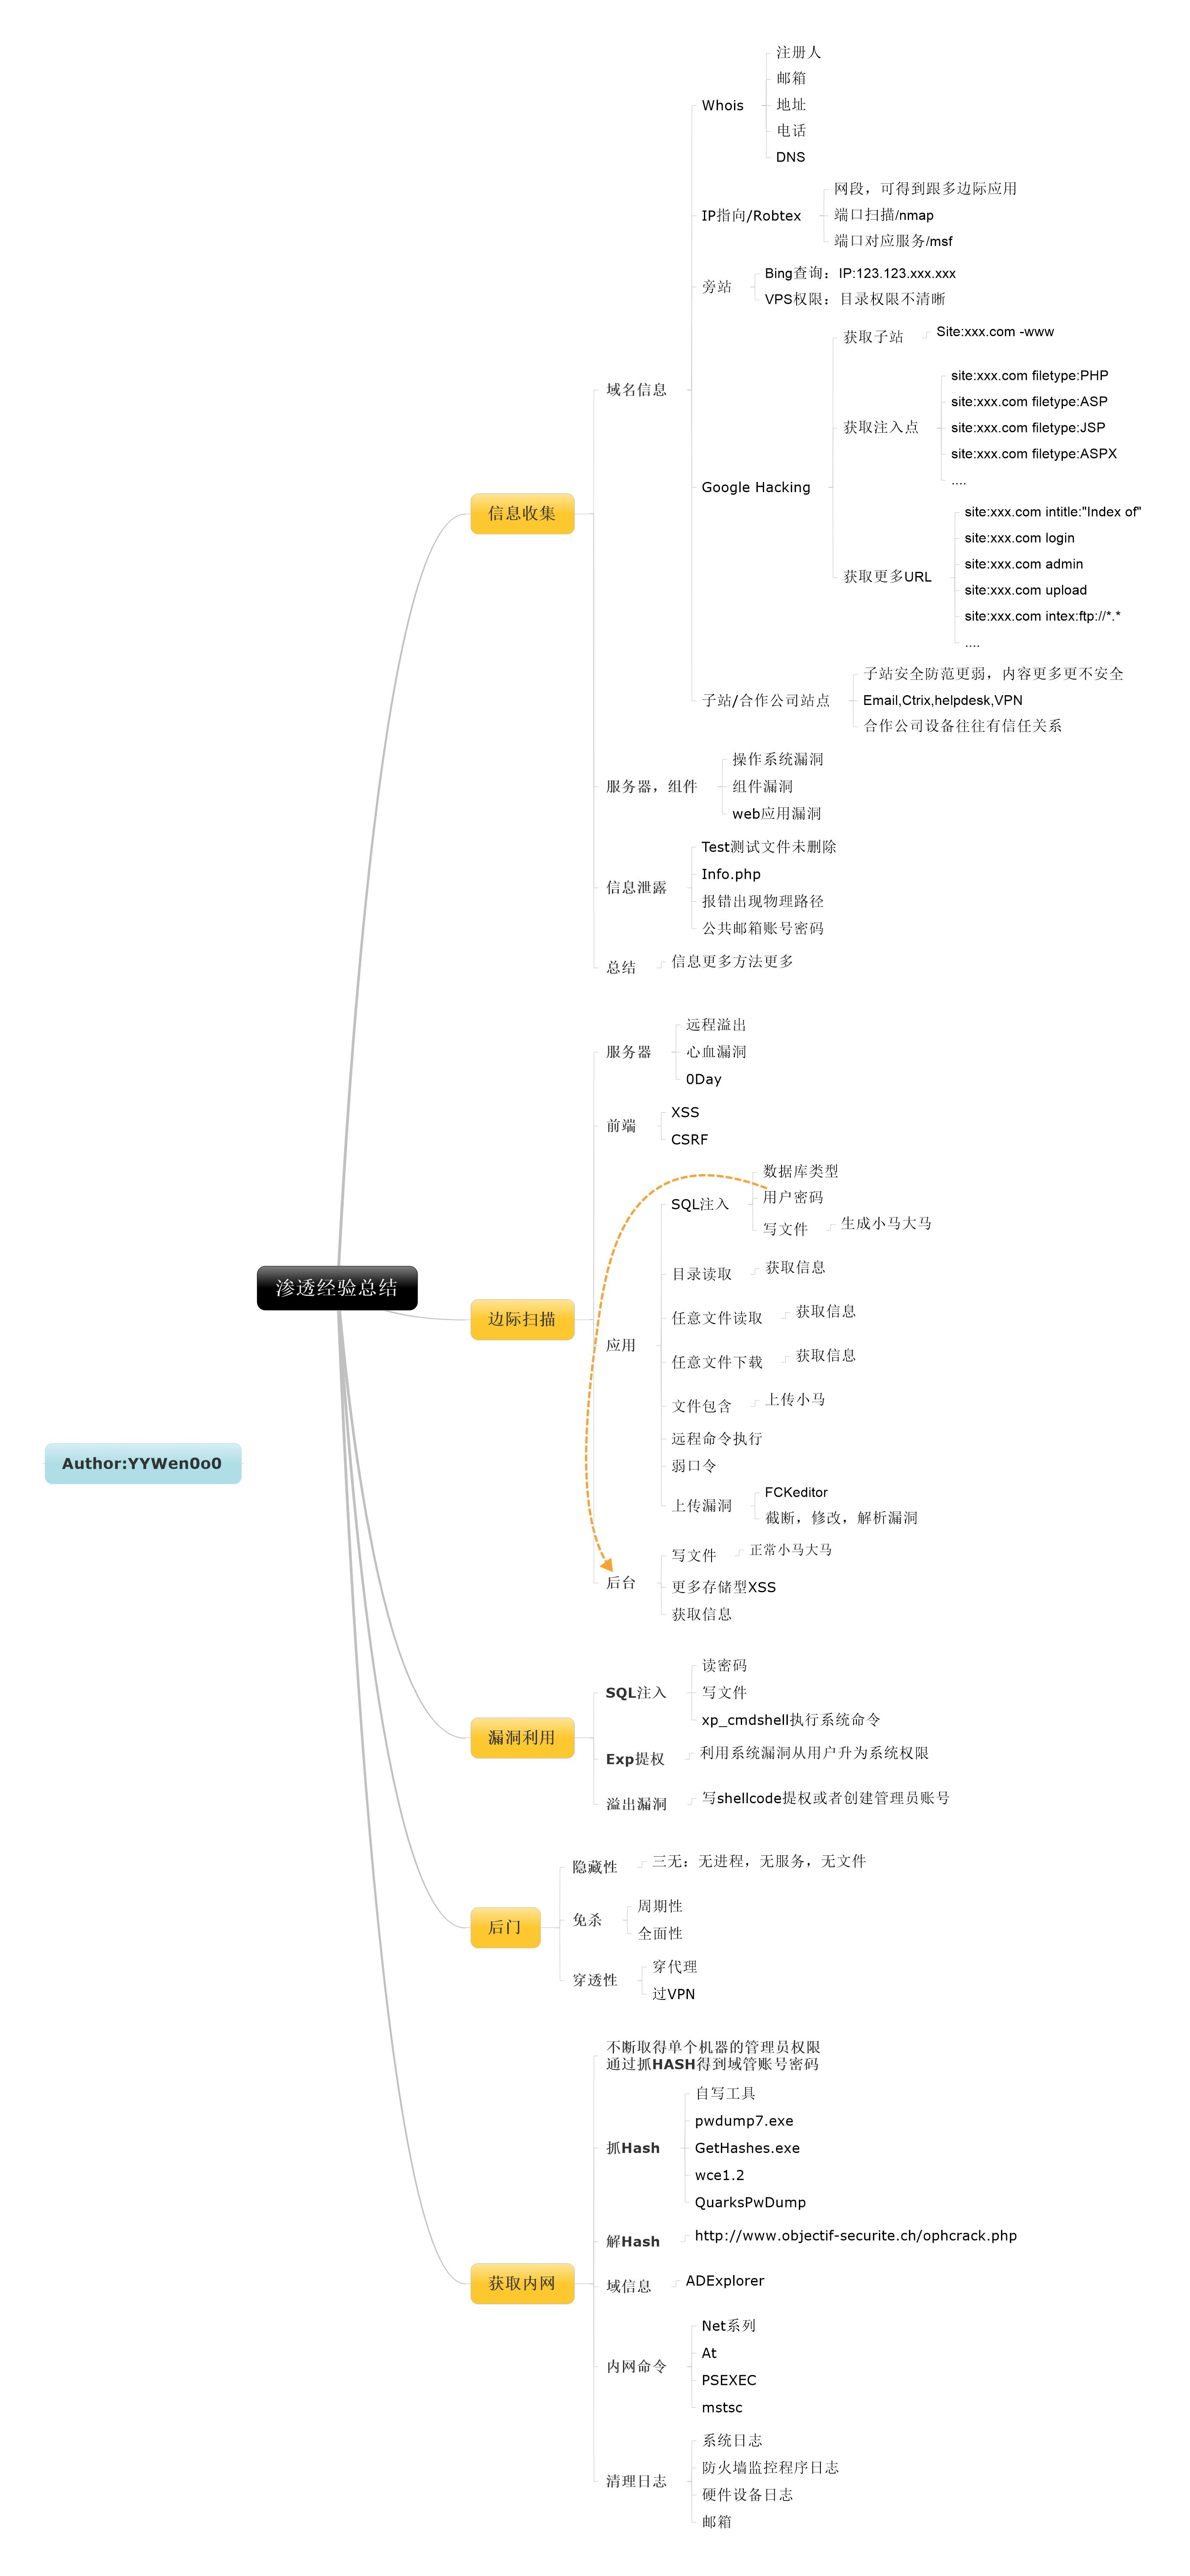 注册人
邮箱
Whois
地址
电话
DNS
网段，可得到跟多边际应用
IP指向/Robtex
端口扫描/nmap
端口对应服务/msf
旁站
Bing查询：IP:123.123.xxx.xxx
VPS权限：目录权限不清晰
获取子站
Site:xxx.com -www
域名信息
site:xxx.com filetype:PHP
site:xxx.com filetype:ASP
获取注入点
site:xxx.com filetype:JSP
site:xxx.com filetype:ASPX
....
Google Hacking
信息收集
site:xxx.com intitle:"Index of"
site:xxx.com login
site:xxx.com admin
获取更多URL
site:xxx.com upload
site:xxx.com intex:ftp://*.*
....
子站安全防范更弱，内容更多更不安全
子站/合作公司站点
Email,Ctrix,helpdesk,VPN
合作公司设备往往有信任关系
操作系统漏洞
服务器，组件
组件漏洞
web应用漏洞
Test测试文件未删除
Info.php
信息泄露
报错出现物理路径
公共邮箱账号密码
总结
信息更多方法更多
远程溢出
服务器
心血漏洞
0Day
XSS
前端
CSRF
数据库类型
SQL注入
用户密码
写文件
生成小马大马
目录读取
获取信息
渗透经验总结
边际扫描
任意文件读取
获取信息
应用
任意文件下载
获取信息
文件包含
上传小马
远程命令执行
Author:YYWen0o0
弱口令
上传漏洞
FCKeditor
截断，修改，解析漏洞
写文件
正常小马大马
后台
更多存储型XSS
获取信息
读密码
SQL注入
写文件
xp_cmdshell执行系统命令
漏洞利用
Exp提权
利用系统漏洞从用户升为系统权限
溢出漏洞
写shellcode提权或者创建管理员账号
隐藏性
三无：无进程，无服务，无文件
后门
免杀
周期性
全面性
穿透性
穿代理
过VPN
不断取得单个机器的管理员权限
通过抓HASH得到域管账号密码
自写工具
pwdump7.exe
抓Hash
GetHashes.exe
wce1.2
QuarksPwDump
解Hash
http://www.objectif-securite.ch/ophcrack.php
获取内网
域信息
ADExplorer
Net系列
At
内网命令
PSEXEC
mstsc
系统日志
防火墙监控程序日志
清理日志
硬件设备日志
邮箱